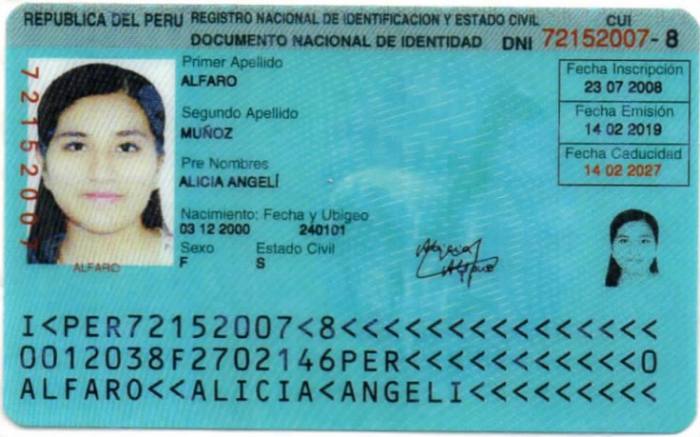 REPUBLICA DEL PERU REGISTRO NACIONAL DE IDENTIFICACION Y ESTADO CIVIL CUI
DOCUMENTO NACIONAL DE IDENTIDAD DNI 72152007-8
72152007
Primer Apellido
ALFARO
Segundo Apellido
MUÑOZ
Pre Nombres
ALICIA ANGELÍ
Nacimiento: Fecha y Ubigeo
03 12 2000 240101
Sexo Estado Civil
F S
Fecha Inscripción
23 07 2008
Fecha Emisión
14 02 2019
Fecha Caducidad
14 02 2027
ALFARO
Alicia
Alfaro
I<PER72152007<8<<<<<<<<<<<<<<<
0012038F2702146PER<<<<<<<<<<<0
ALFARO<<ALICIA<ANGELI<<<<<<<<<